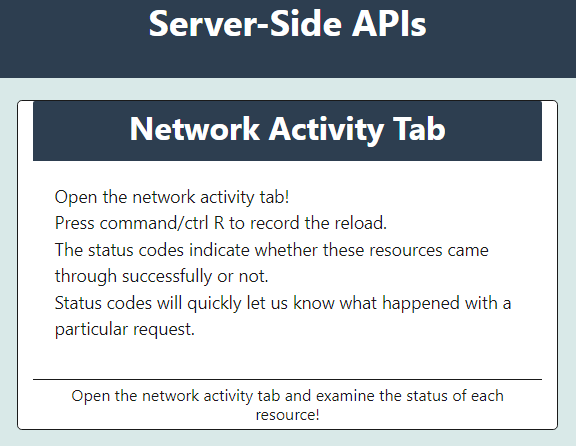 Server-Side APIs
Network Activity Tab
Open the network activity tab!
Press command/ctrl R to record the reload.
The status codes indicate whether these resources came
through successfully or not.
Status codes will quickly let us know what happened with a
particular request.
Open the network activity tab and examine the status of each
resource!